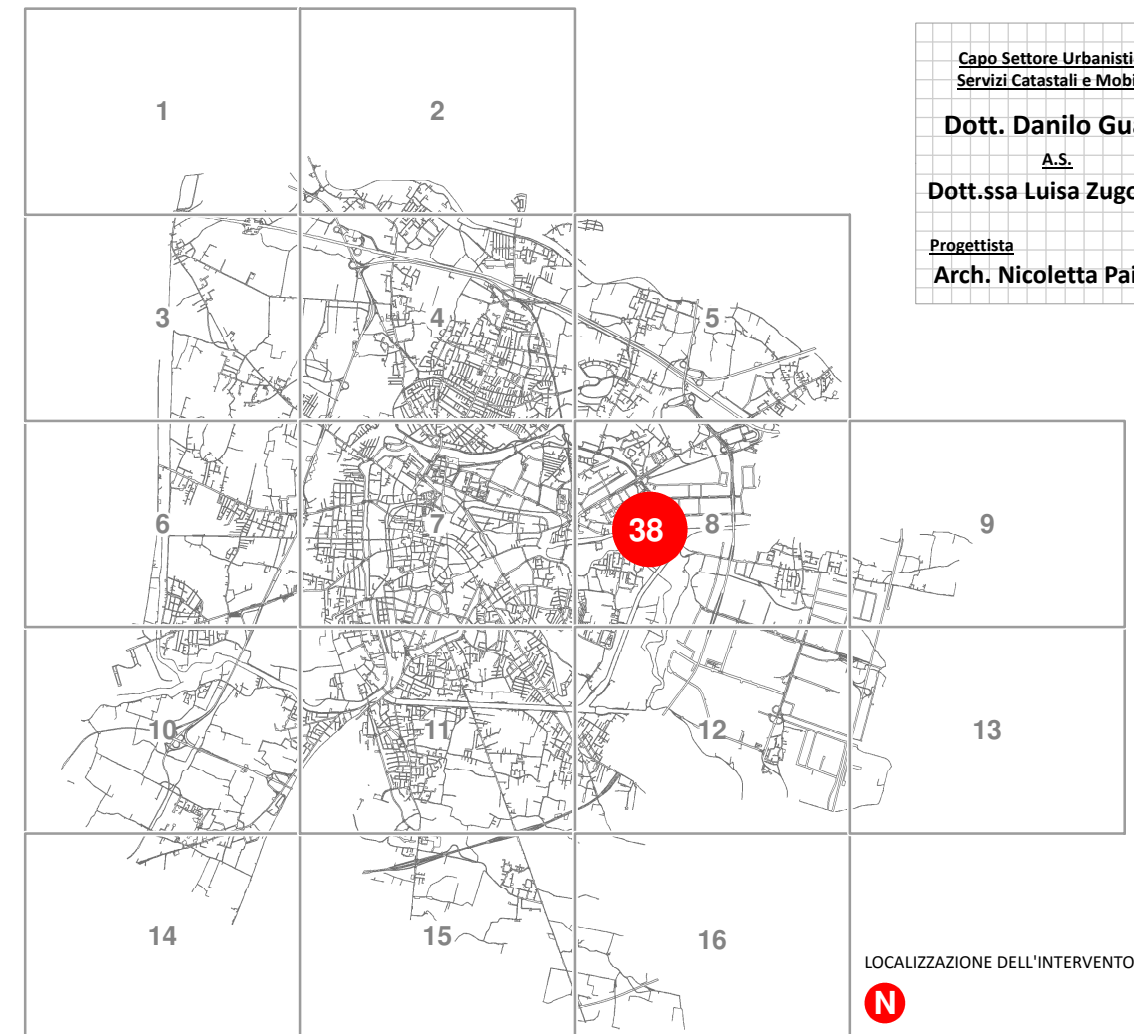 Capo Settore Urbanisti
Servizi Catastali e Mobi
Dott. Danilo Gu
A.S.
Dott.ssa Luisa Zugo
Progettista
Arch. Nicoletta Pai
1
2
3
4
5
6
7
38
8
9
10
11
12
13
14
15
16
LOCALIZZAZIONE DELL'INTERVENTO
N